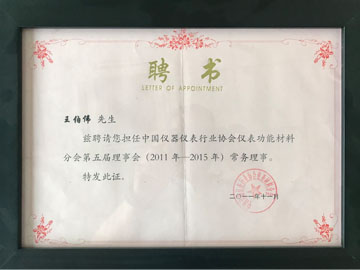 聘书
LETTER OF APPOINTMENT
王伯伟 先生
兹聘请您担任中国仪器仪表行业协会仪表功能材料
分会第五届理事会（2011年—2015年）常务理事。
特发此证。
二〇一一年十一月